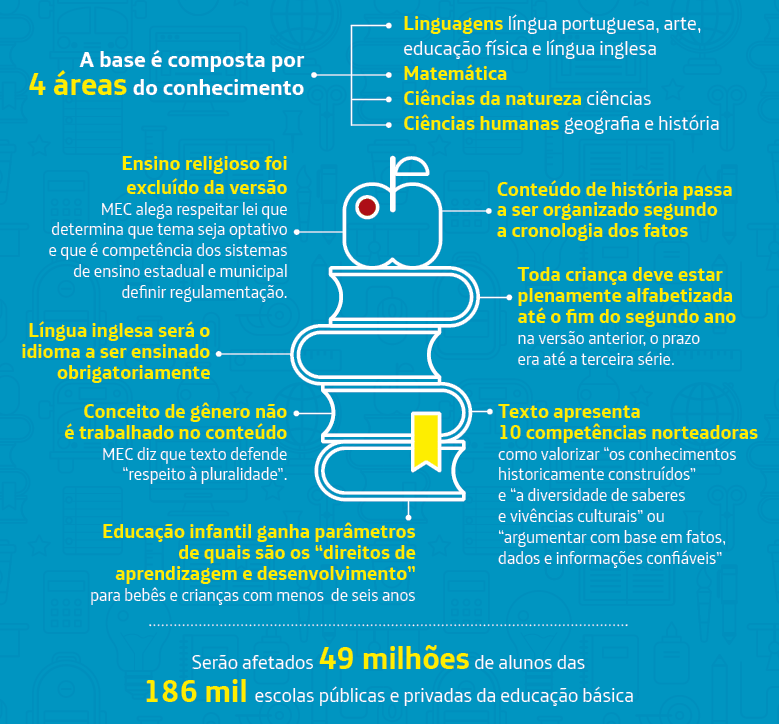 A base é composta por
4 áreas do conhecimento
Linguagens língua portuguesa, arte,
educação física e língua inglesa
Matemática
Ciências da natureza ciências
Ciências humanas geografia e história
Ensino religioso foi
excluído da versão
MEC alega respeitar lei que
determina que tema seja optativo
e que é competência dos sistemas
de ensino estadual e municipal
definir regulamentação.
Conteúdo de história passa
a ser organizado segundo
a cronologia dos fatos
Toda criança deve estar
plenamente alfabetizada
até o fim do segundo ano
na versão anterior, o prazo
era até a terceira série.
Língua inglesa será o
idioma a ser ensinado
obrigatoriamente
Conceito de gênero não
é trabalhado no conteúdo
MEC diz que texto defende
“respeito à pluralidade”.
Texto apresenta
10 competências norteadoras
como valorizar “os conhecimentos
historicamente construídos”
e “a diversidade de saberes
e vivências culturais” ou
“argumentar com base em fatos,
dados e informações confiáveis”
Educação infantil ganha parâmetros
de quais são os “direitos de
aprendizagem e desenvolvimento”
para bebês e crianças com menos de seis anos
Serão afetados 49 milhões de alunos das
186 mil escolas públicas e privadas da educação básica